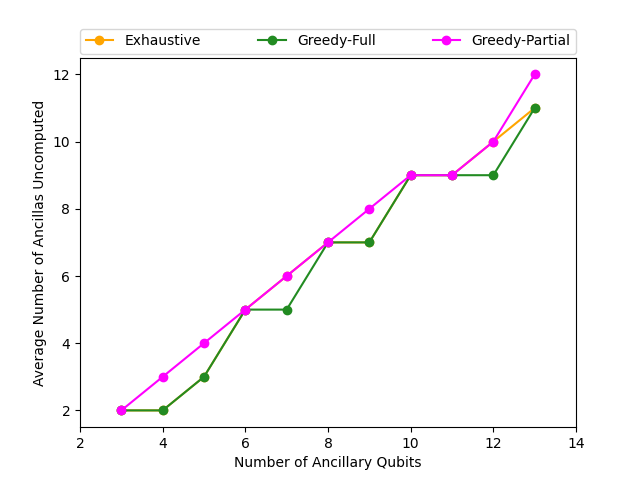 Exhaustive Greedy-Full Greedy-Partial
12
10
8
6
4
2
Average Number of Ancillas Uncomputed
2 4 6 8 10 12 14
Number of Ancillary Qubits